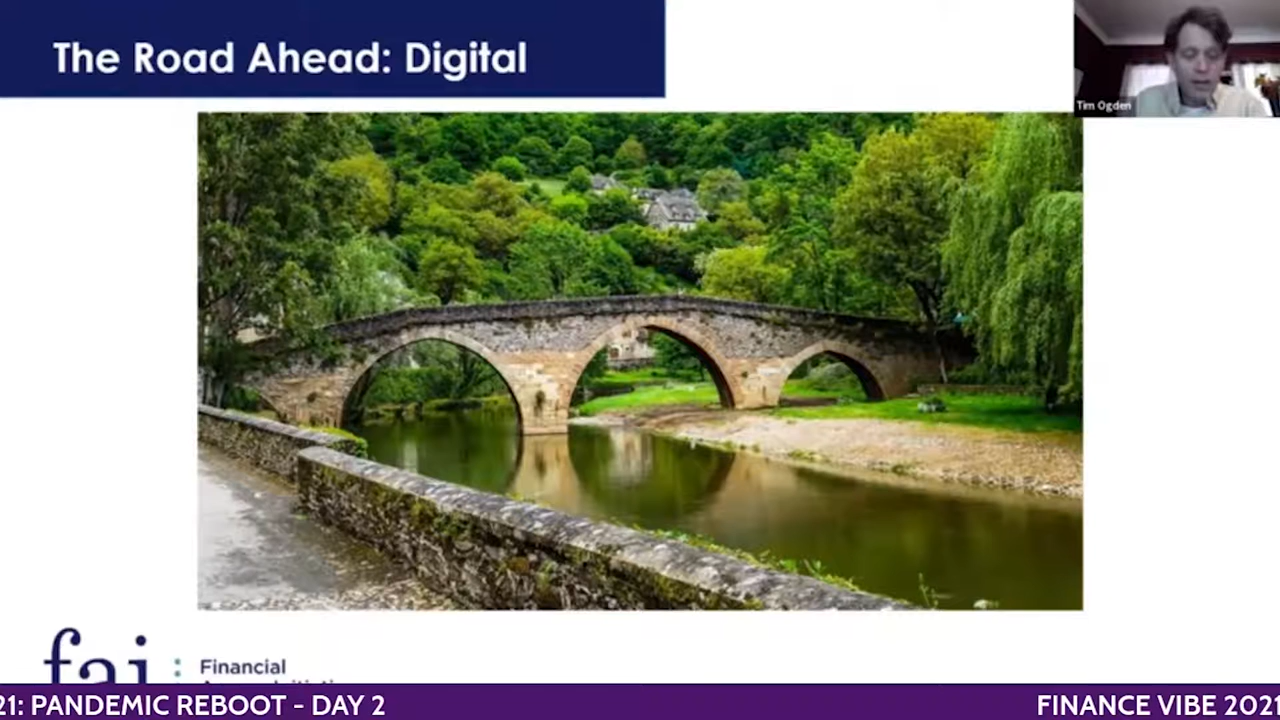 The Road Ahead: Digital
Tim Ogden
fai
Financial
21: PANDEMIC REBOOT - DAY 2
FINANCE VIBE 2021